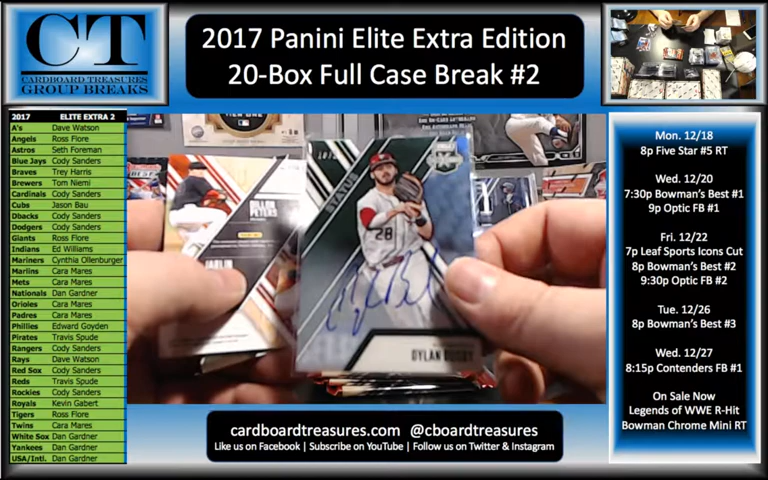 CT
CARDBOARD TREASURES
GROUP BREAKS
2017 Panini Elite Extra Edition
20-Box Full Case Break #2
2017 ELITE EXTRA 2
A's Dave Watson
Angels Ross Fiore
Astros Seth Foreman
Blue Jays Cody Sanders
Braves Trey Harris
Brewers Tom Niemi
Cardinals Cody Sanders
Cubs Jason Bau
Dbacks Cody Sanders
Dodgers Cody Sanders
Giants Ross Fiore
Indians Ed Williams
Mariners Cynthia Ollenburger
Marlins Cara Mares
Mets Cara Mares
Nationals Dan Gardner
Orioles Cara Mares
Padres Cara Mares
Phillies Edward Goyden
Pirates Travis Spude
Rangers Cody Sanders
Rays Dave Watson
Red Sox Cody Sanders
Reds Travis Spude
Rockies Cody Sanders
Royals Kevin Gabert
Tigers Ross Fiore
Twins Cara Mares
White Sox Dan Gardner
Yankees Dan Gardner
USA/Intl. Dan Gardner
DILLON
PETERS
STATUS
28
DYLAN
Mon. 12/18
8p Five Star #5 RT
Wed. 12/20
7:30p Bowman's Best #1
9p Optic FB #1
Fri. 12/22
7p Leaf Sports Icons Cut
8p Bowman's Best #2
9:30p Optic FB #2
Tue. 12/26
8p Bowman's Best #3
Wed. 12/27
8:15p Contenders FB #1
On Sale Now
Legends of WWE R-Hit
Bowman Chrome Mini RT
cardboardtreasures.com @cboardtreasures
Like us on Facebook | Subscribe on YouTube | Follow us on Twitter & Instagram